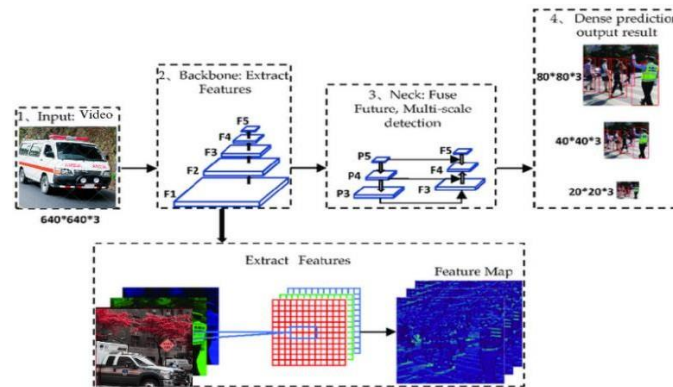 1、Input: Video
640*640*3
2、Backbone: Extract
Features
F5
F4
F3
F2
F1
3、Neck: Fuse
Future, Multi-scale
detection
P5
P4
P3
F5
F4
F3
4、Dense prediction
output result
80*80*3
40*40*3
20*20*3
Extract Features
Feature Map